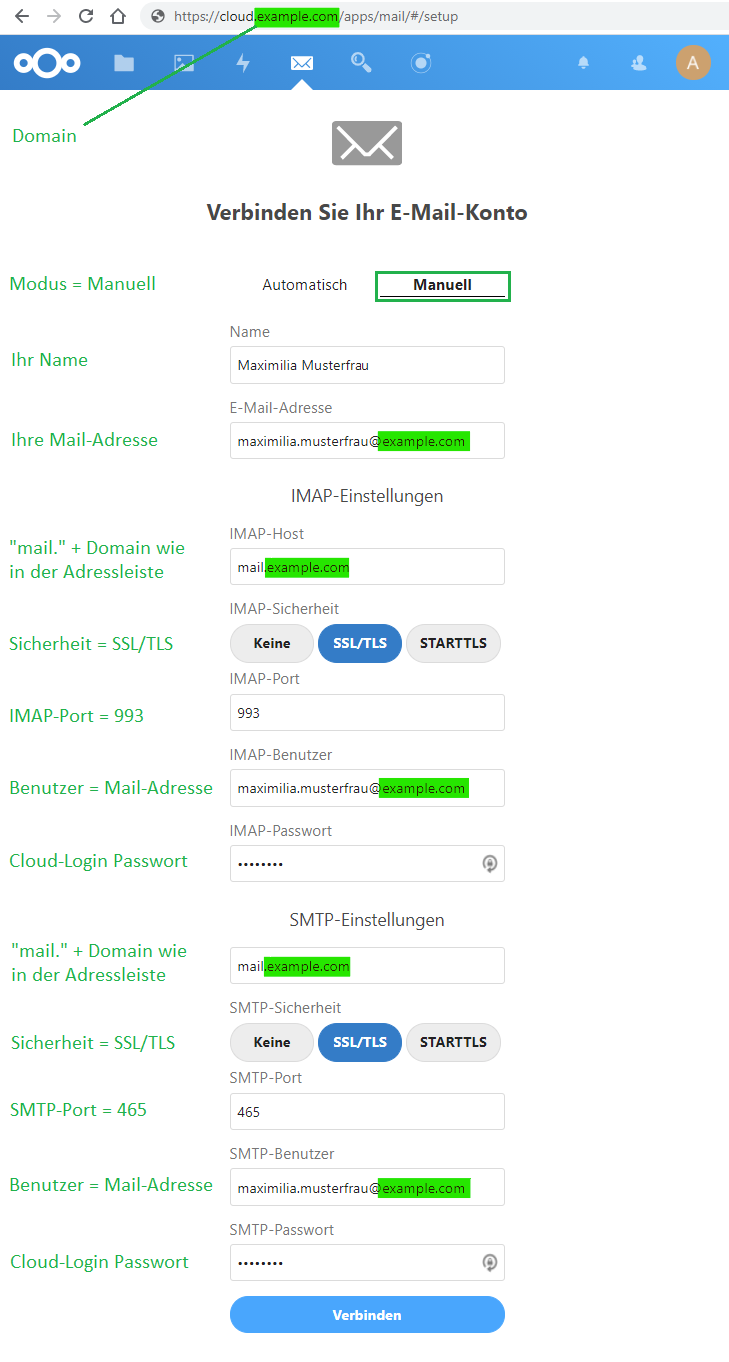 https://cloud.example.com/apps/mail/#/setup
A
Domain
Verbinden Sie Ihr E-Mail-Konto
Modus = Manuell
Automatisch
Manuell
Name
Ihr Name
Maximilia Musterfrau
E-Mail-Adresse
Ihre Mail-Adresse
maximilia.musterfrau@example.com
IMAP-Einstellungen
IMAP-Host
"mail." + Domain wie
in der Adressleiste
mail.example.com
IMAP-Sicherheit
Sicherheit = SSL/TLS
Keine
SSL/TLS
STARTTLS
IMAP-Port
IMAP-Port = 993
993
IMAP-Benutzer
Benutzer = Mail-Adresse
maximilia.musterfrau@example.com
IMAP-Passwort
Cloud-Login Passwort
••••••••
SMTP-Einstellungen
"mail." + Domain wie
in der Adressleiste
mail.example.com
SMTP-Sicherheit
Sicherheit = SSL/TLS
Keine
SSL/TLS
STARTTLS
SMTP-Port
SMTP-Port = 465
465
SMTP-Benutzer
Benutzer = Mail-Adresse
maximilia.musterfrau@example.com
SMTP-Passwort
Cloud-Login Passwort
••••••••
Verbinden